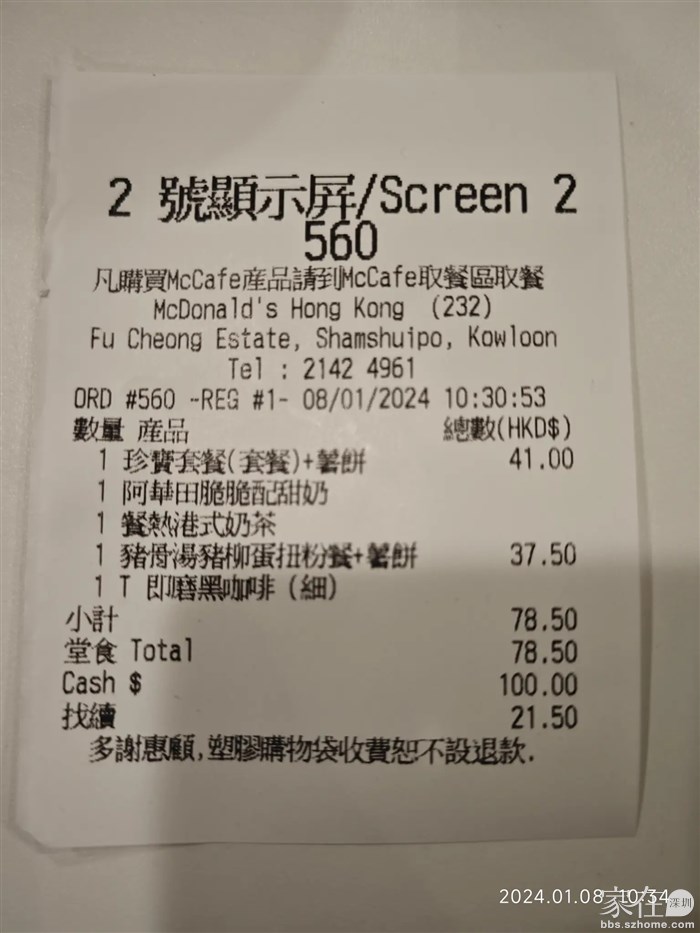 2 號顯示屏/Screen 2
560
凡購買McCafe產品請到McCafe取餐區取餐
McDonald's Hong Kong (232)
Fu Cheong Estate, Shamshuipo, Kowloon
Tel : 2142 4961
ORD #560 -REG #1- 08/01/2024 10:30:53
數量 產品 總數(HKD$)
1 珍寶套餐(套餐)+薯餅 41.00
1 阿華田脆脆配甜奶
1 餐熱港式奶茶
1 豬骨湯豬柳蛋扭粉餐+薯餅 37.50
1 T 即磨黑咖啡 (細)
小計 78.50
堂食 Total 78.50
Cash $ 100.00
找續 21.50
多謝惠顧,塑膠購物袋收費恕不設退款.
2024.01.08 10:34
家在深圳
bbs.szhome.com